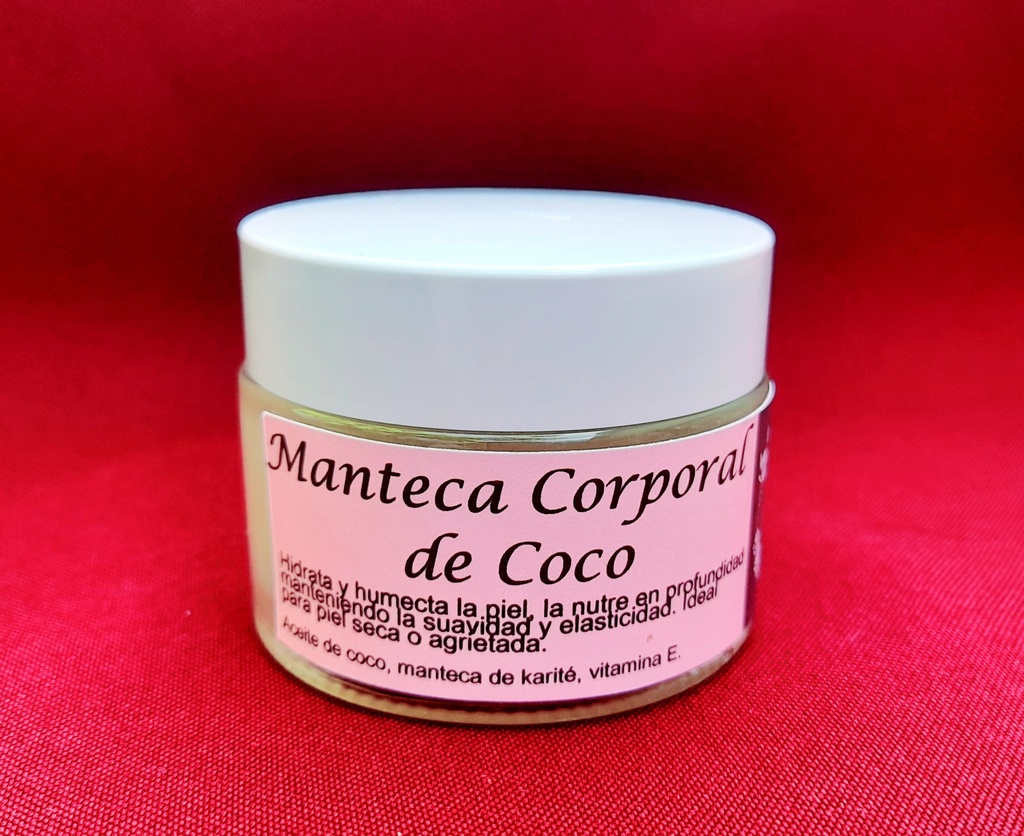 Manteca Corporal
de Coco
Hidrata y humecta la piel, la nutre en profundidad
manteniendo la suavidad y elasticidad. Ideal
para piel seca o agrietada.
Aceite de coco, manteca de karité, vitamina E.